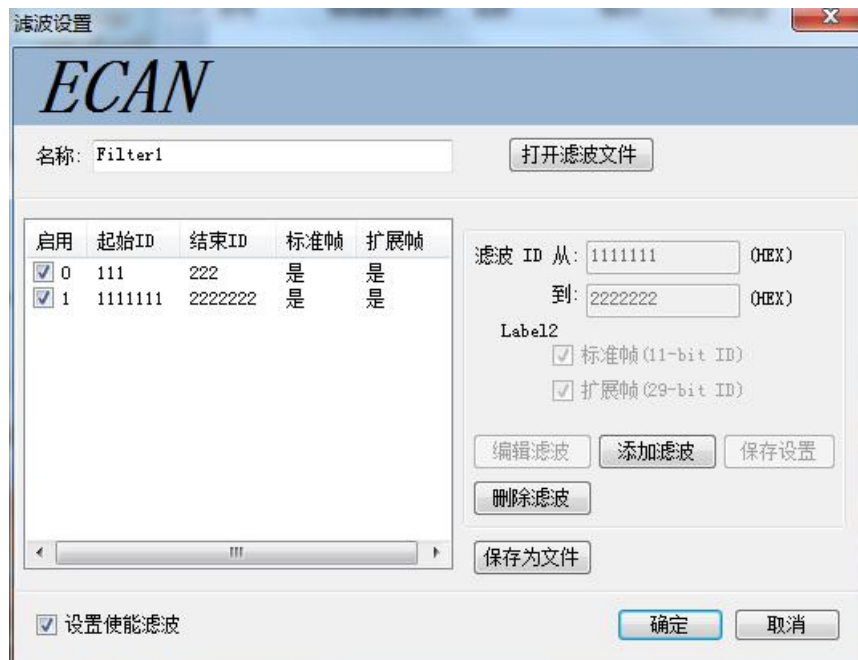 滤波设置
ECAN
名称: Filter1
打开滤波文件
启用 起始ID 结束ID 标准帧 扩展帧
0 111 222 是 是
1 1111111 2222222 是 是
滤波 ID 从: 1111111 (HEX)
到: 2222222 (HEX)
Label2
标准帧(11-bit ID)
扩展帧(29-bit ID)
编辑滤波 添加滤波 保存设置
删除滤波
保存为文件
设置使能滤波
确定 取消